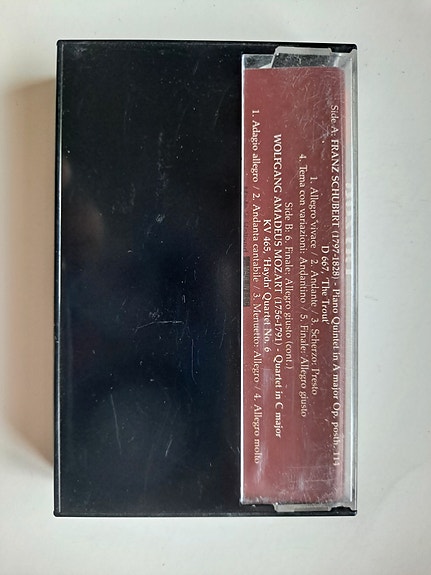 Side A: FRANZ SCHUBERT (1797-1828) - Piano Quintet in A major Op. posth. 114
D 667, 'The Trout'
1. Allegro vivace / 2. Andante / 3. Scherzo: Presto
4. Tema con variazioni: Andantino / 5. Finale: Allegro giusto
Side B: 6. Finale: Allegro giusto (cont.)
WOLFGANG AMADEUS MOZART (1756-1791) - Quartet in C major
KV 465, 'Haydn' Quartet No. 6
1. Adagio allegro / 2. Andanta cantabile / 3. Menuetto: Allegro / 4. Allegro molto